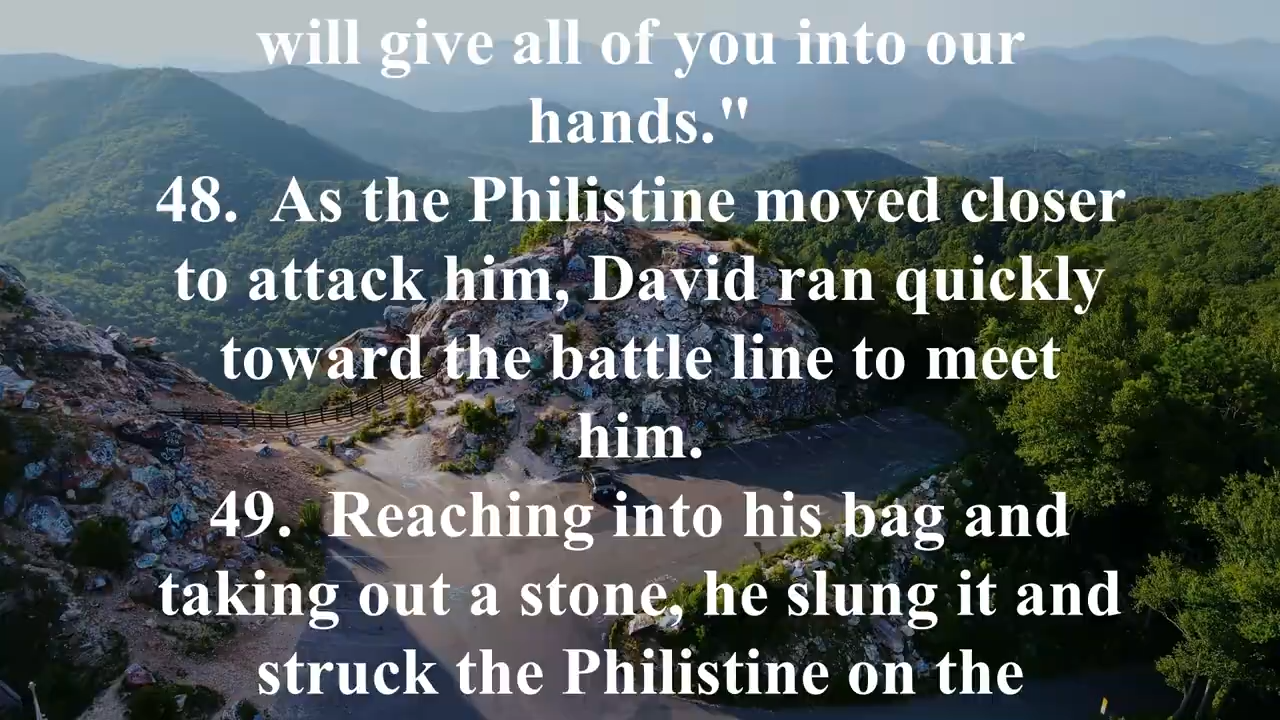 will give all of you into our
hands."
48. As the Philistine moved closer
to attack him, David ran quickly
toward the battle line to meet
him.
49. Reaching into his bag and
taking out a stone, he slung it and
struck the Philistine on the